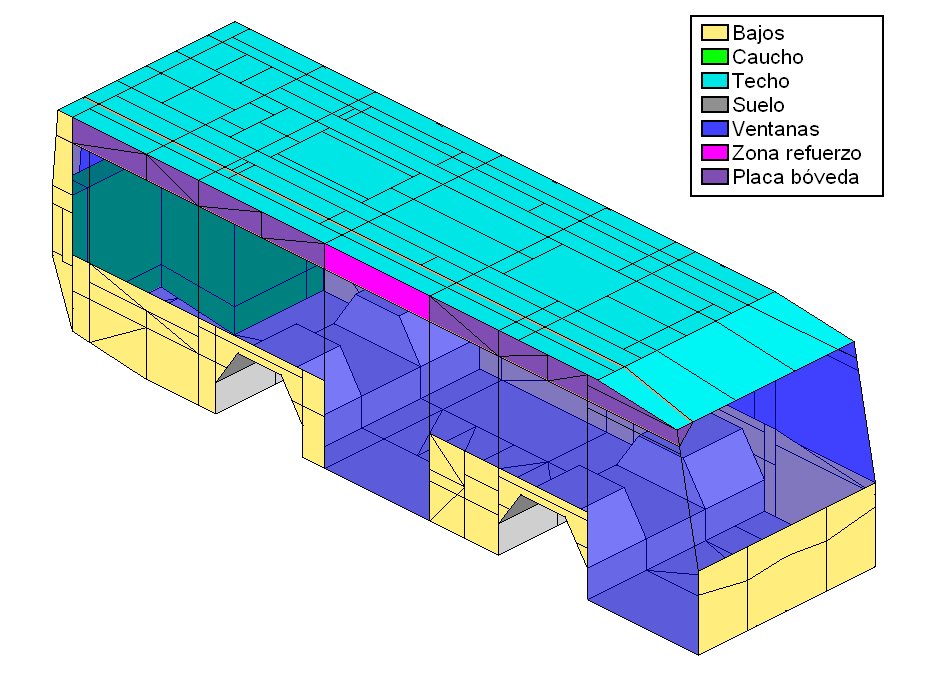 Bajos
Caucho
Techo
Suelo
Ventanas
Zona refuerzo
Placa bóveda